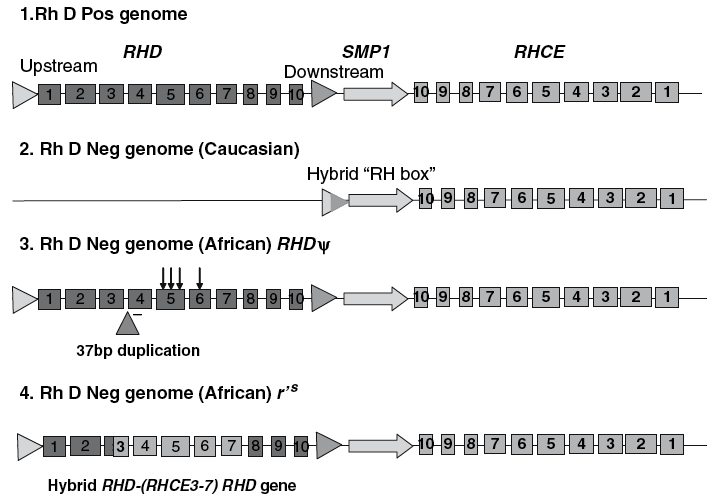 1.Rh D Pos genome
RHD SMP1 RHCE
Upstream Downstream
1 2 3 4 5 6 7 8 9 10 10 9 8 7 6 5 4 3 2 1
2. Rh D Neg genome (Caucasian)
Hybrid “RH box”
10 9 8 7 6 5 4 3 2 1
3. Rh D Neg genome (African) RHDψ
1 2 3 4 5 6 7 8 9 10 10 9 8 7 6 5 4 3 2 1
37bp duplication
4. Rh D Neg genome (African) r’s
1 2 3 4 5 6 7 8 9 10 10 9 8 7 6 5 4 3 2 1
Hybrid RHD-(RHCE3-7) RHD gene